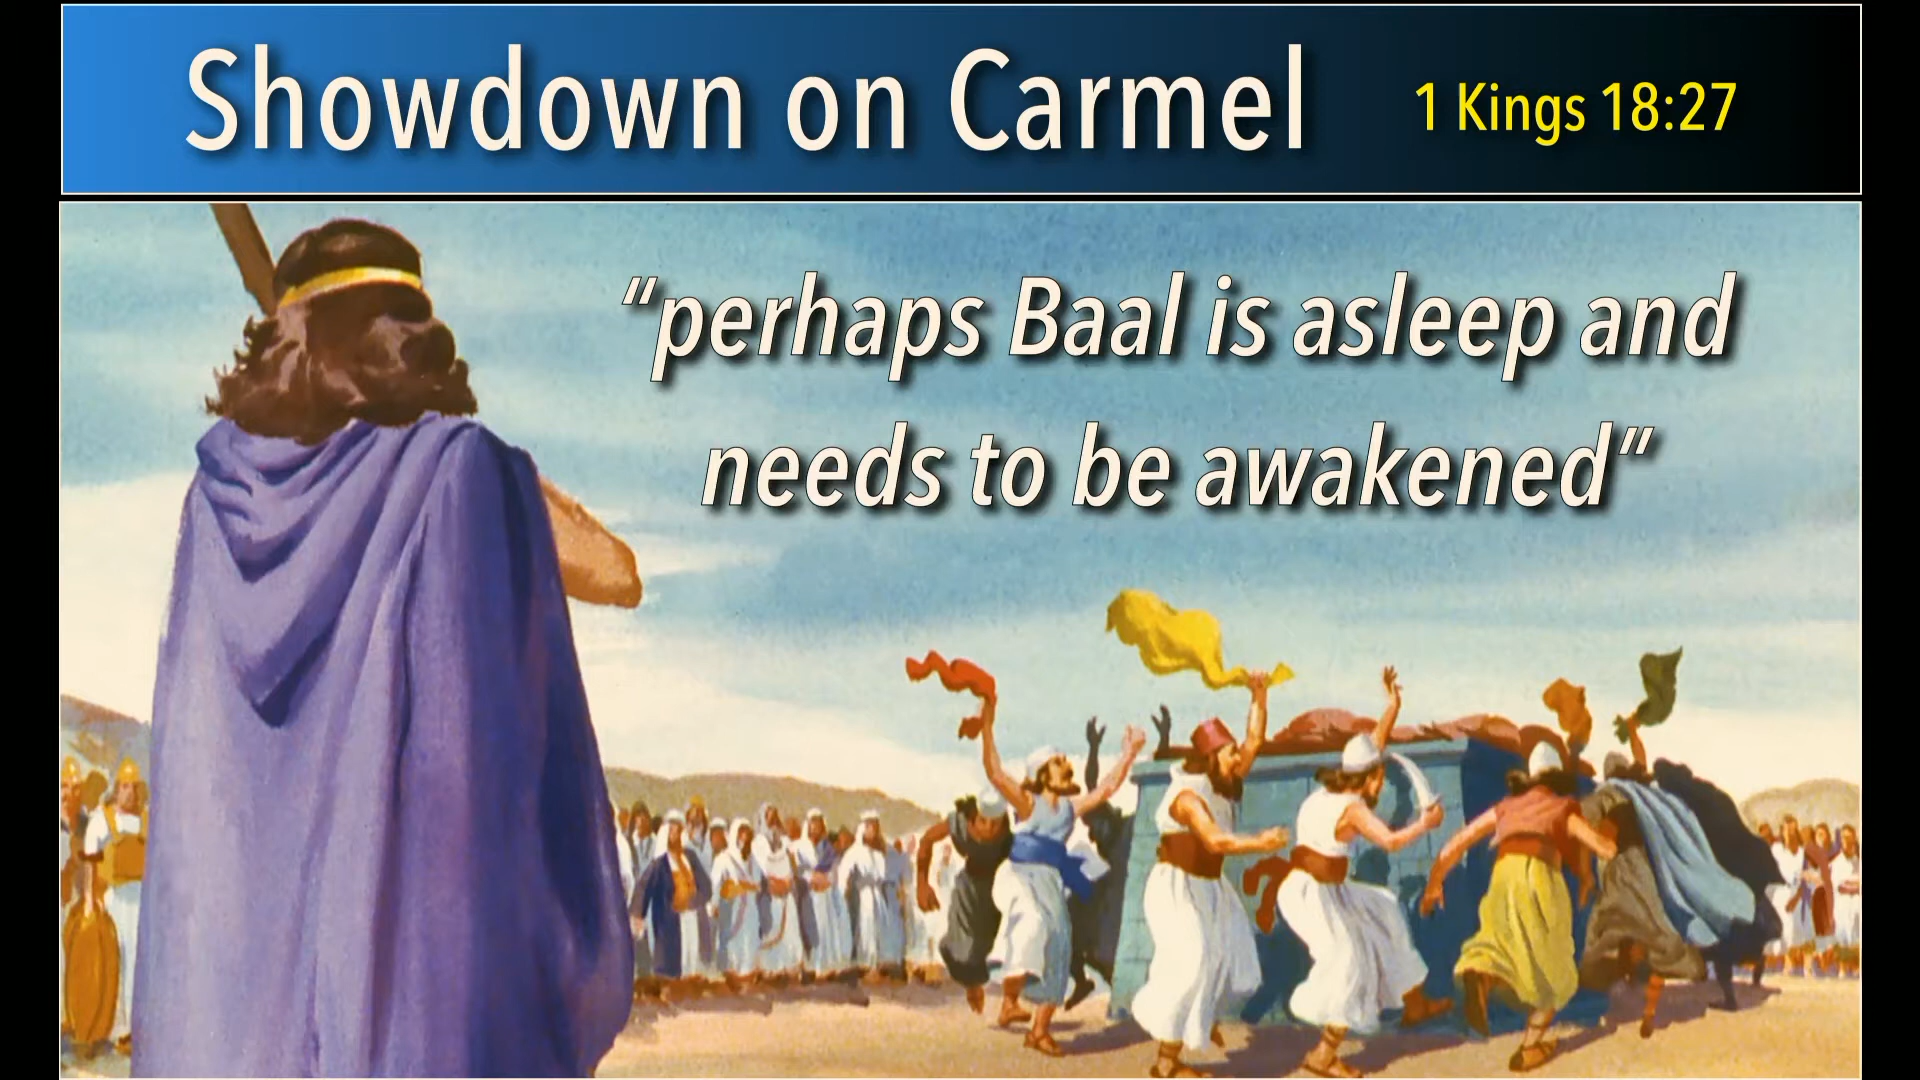 Showdown on Carmel
1 Kings 18:27
“perhaps Baal is asleep and
needs to be awakened”